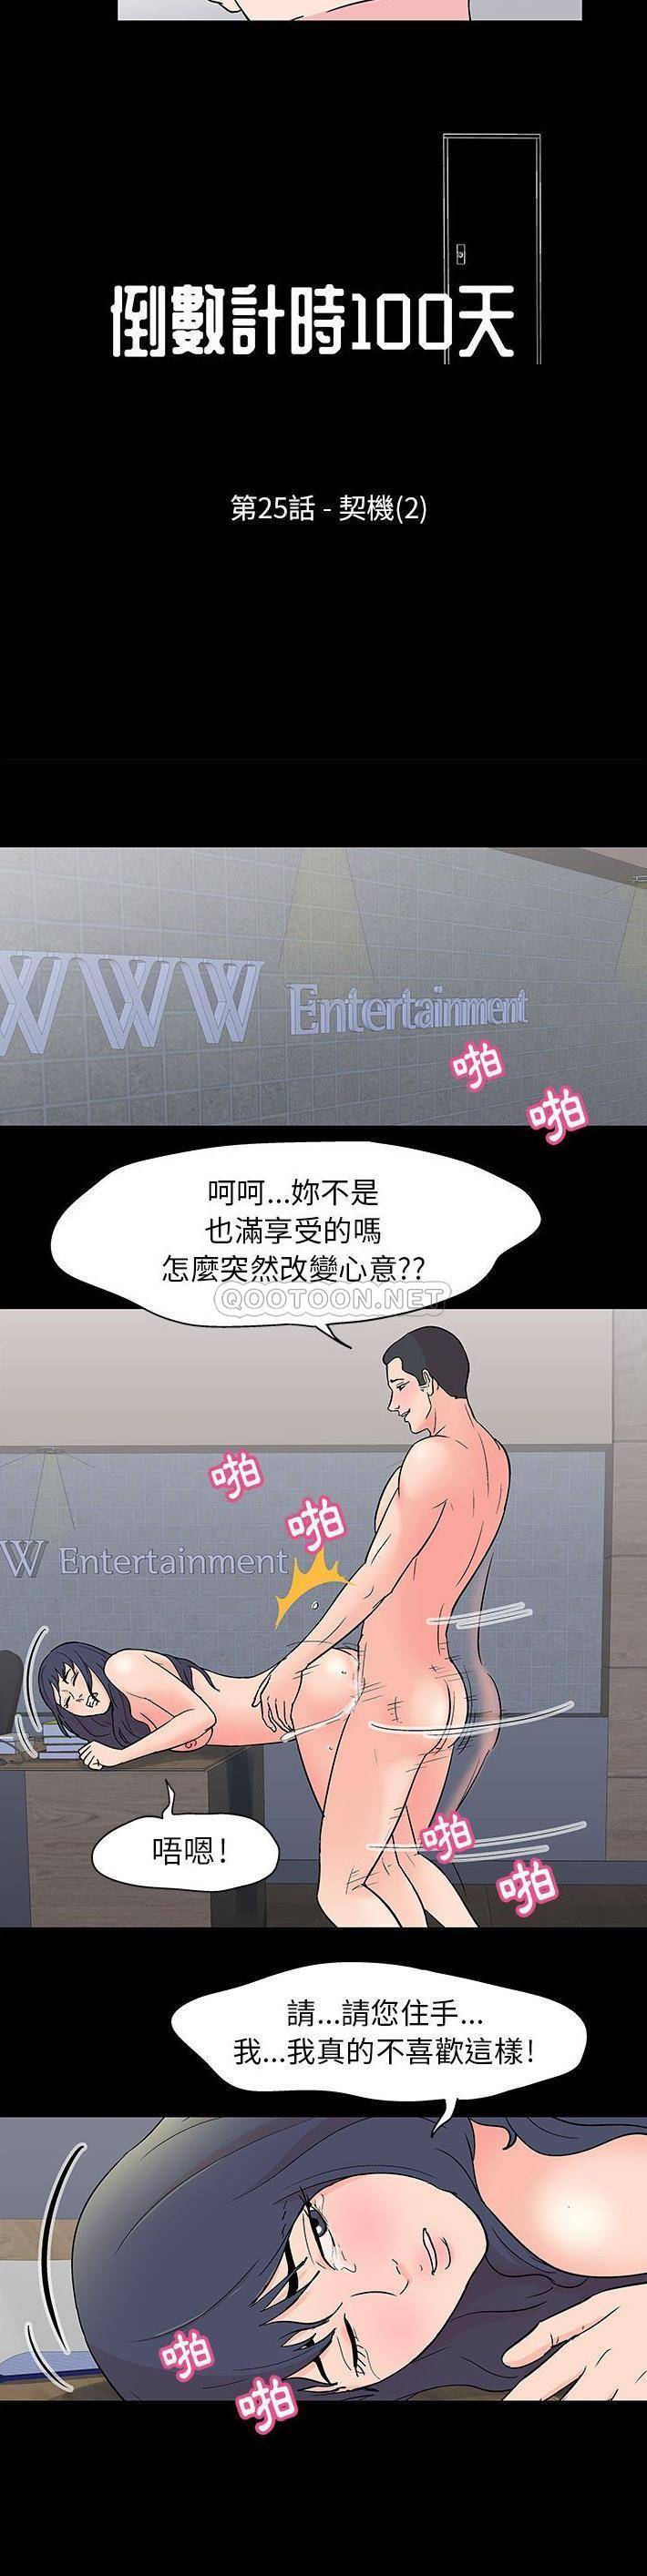 倒數計時100天
第25話 - 契機(2)
WWW Entertainment
啪
啪
呵呵...妳不是
也滿享受的嗎
怎麼突然改變心意??
QOOTOON.NET
啪
啪
W Entertainment
唔嗯!
啪
啪
請...請您住手...
我...我真的不喜歡這樣!
啪
啪